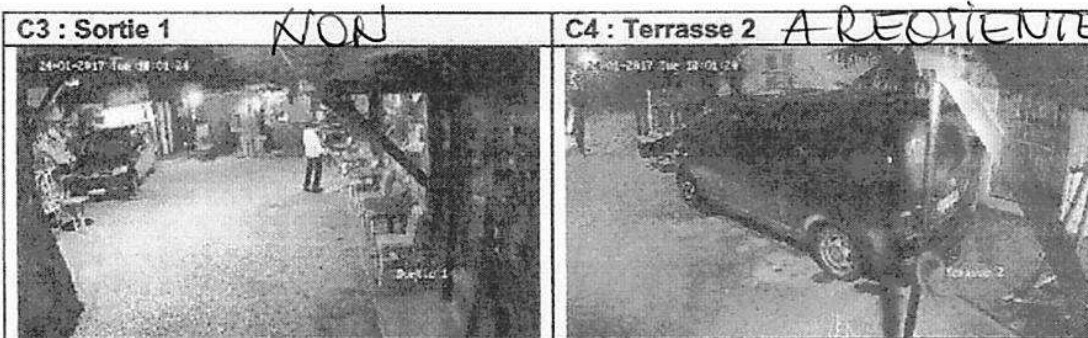 C3 : Sortie 1 NON
C4 : Terrasse 2 A REORIENTE
24-01-2017 Tue 18:01:24
24-01-2017 Tue 18:01:24
Sortie 1
Terrasse 2